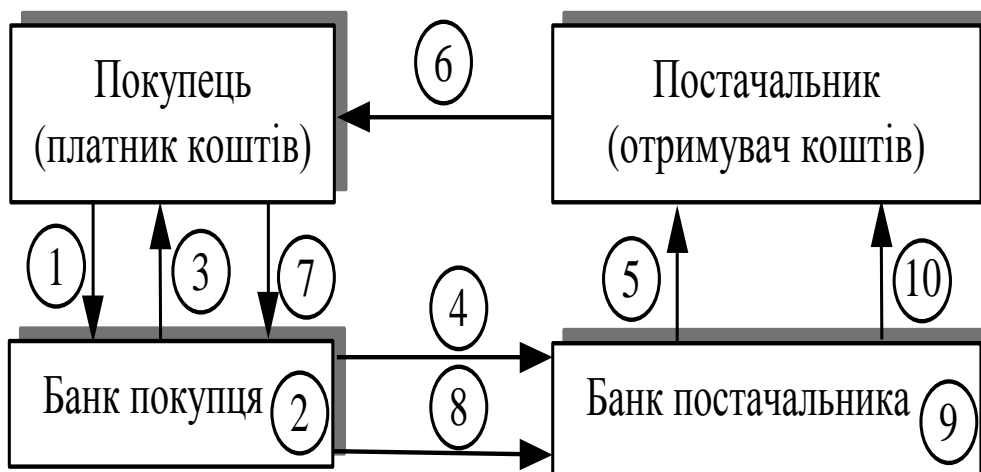 Покупець
(платник коштів)
6
Постачальник
(отримувач коштів)
1
3
7
4
5
10
Банк покупця 2
8
Банк постачальника 9